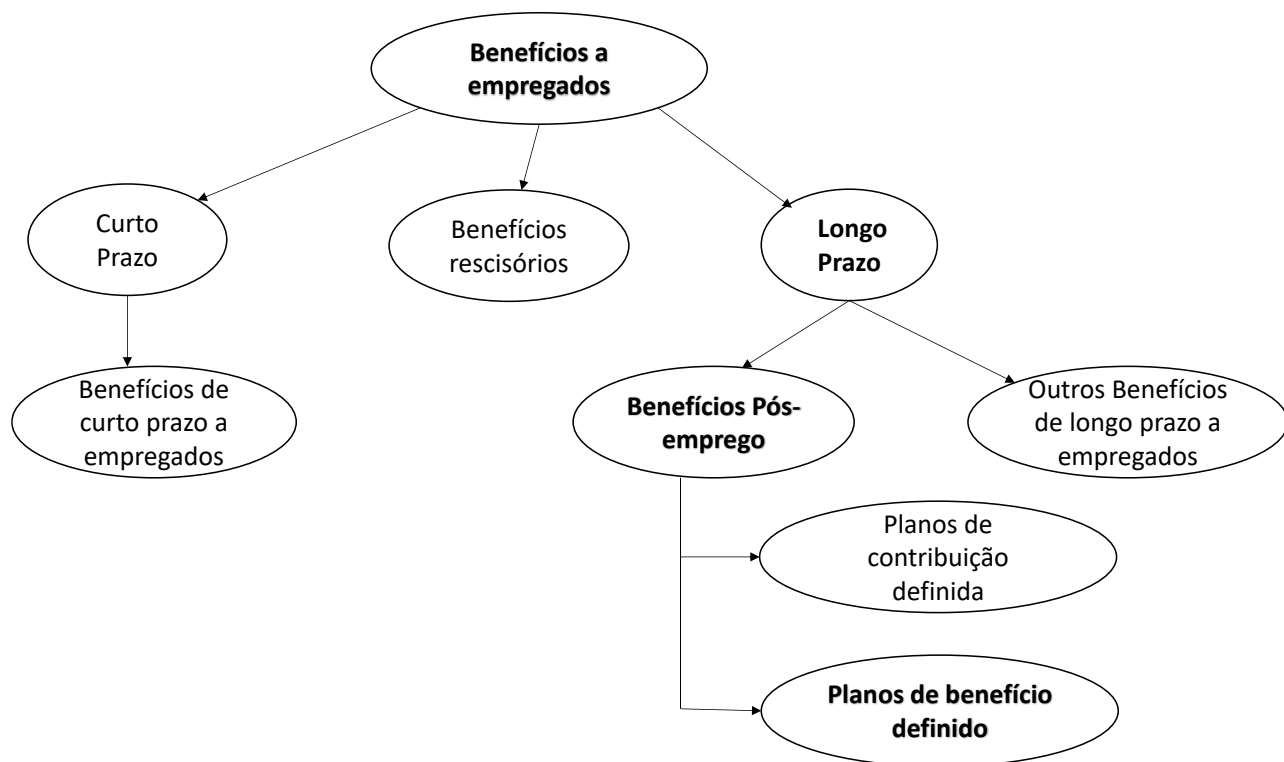 Benefícios a
empregados
Curto
Prazo
Benefícios
rescisórios
Longo
Prazo
Benefícios de
curto prazo a
empregados
Benefícios Pós-
emprego
Outros Benefícios
de longo prazo a
empregados
Planos de
contribuição
definida
Planos de benefício
definido